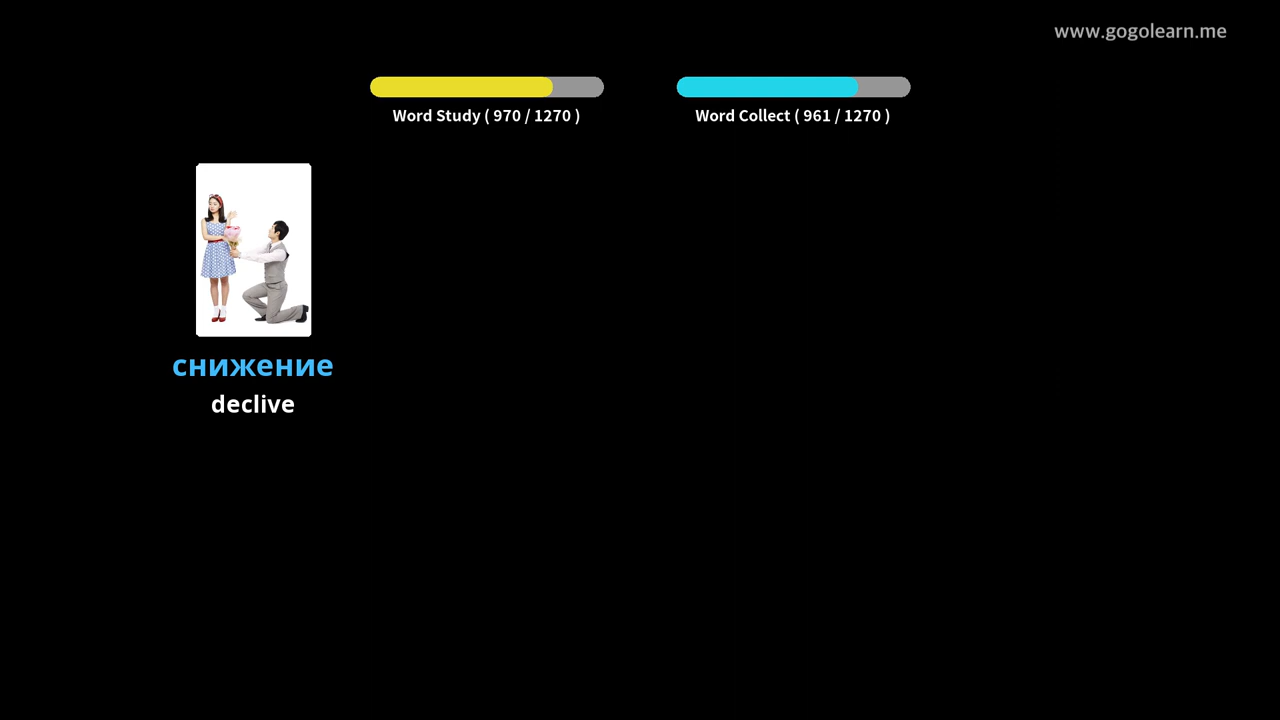 www.gogolearn.me
Word Study ( 970 / 1270 )
Word Collect ( 961 / 1270 )
снижение
declive